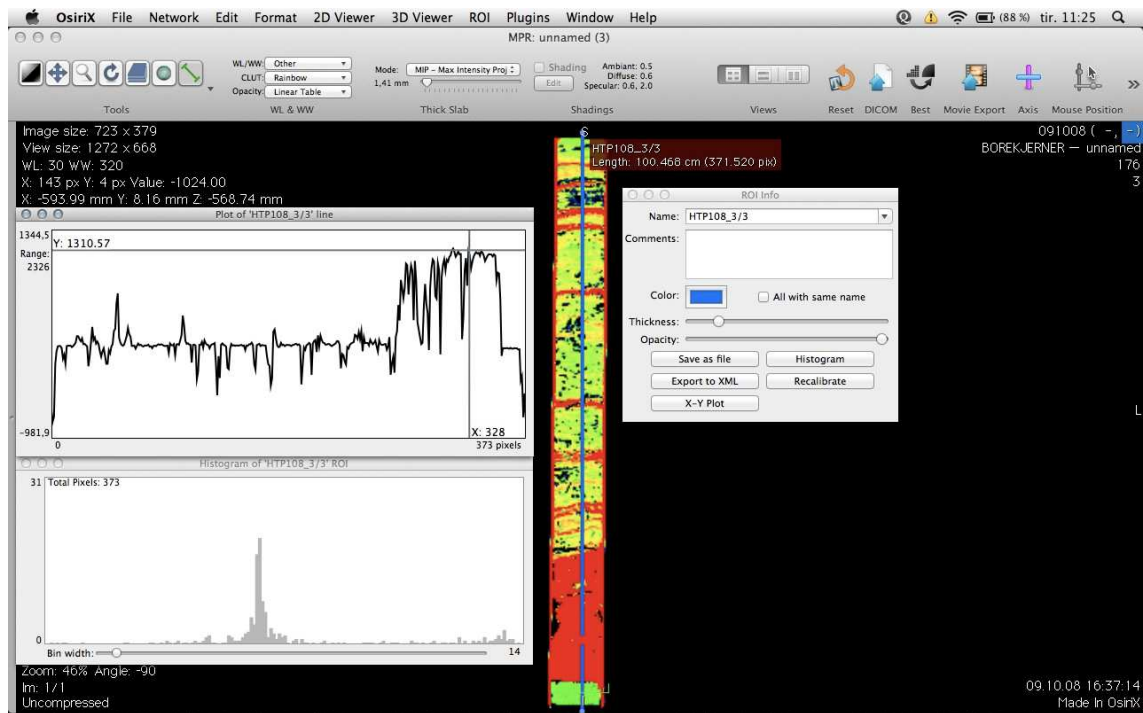 OsiriX File Network Edit Format 2D Viewer 3D Viewer ROI Plugins Window Help (88 %) tir. 11:25
MPR: unnamed (3)
WL/WW: Other
CLUT: Rainbow
Opacity: Linear Table
Mode: MIP – Max Intensity Proj
1,41 mm
Shading
Edit
Ambiant: 0.5
Diffuse: 0.6
Specular: 0.6, 2.0
Tools WL & WW Thick Slab Shadings Views Reset DICOM Best Movie Export Axis Mouse Position
Image size: 723 x 379
View size: 1272 x 668
WL: 30 WW: 320
X: 143 px Y: 4 px Value: -1024.00
X: -593.99 mm Y: 8.16 mm Z: -568.74 mm
S
HTP108_3/3
Length: 100.468 cm (371.520 pix)
091008 ( -, -)
BOREKJERNER — unnamed
176
3
L
Plot of 'HTP108_3/3' line
1344,5
Range:
2326
Y: 1310.57
-981,9
X: 328
0
373 pixels
ROI Info
Name: HTP108_3/3
Comments:
Color:
All with same name
Thickness:
Opacity:
Save as file
Histogram
Export to XML
Recalibrate
X-Y Plot
Histogram of 'HTP108_3/3' ROI
31
Total Pixels: 373
0
Bin width:
14
Zoom: 46% Angle: -90
Im: 1/1
Uncompressed
09.10.08 16:37:14
Made In OsiriX